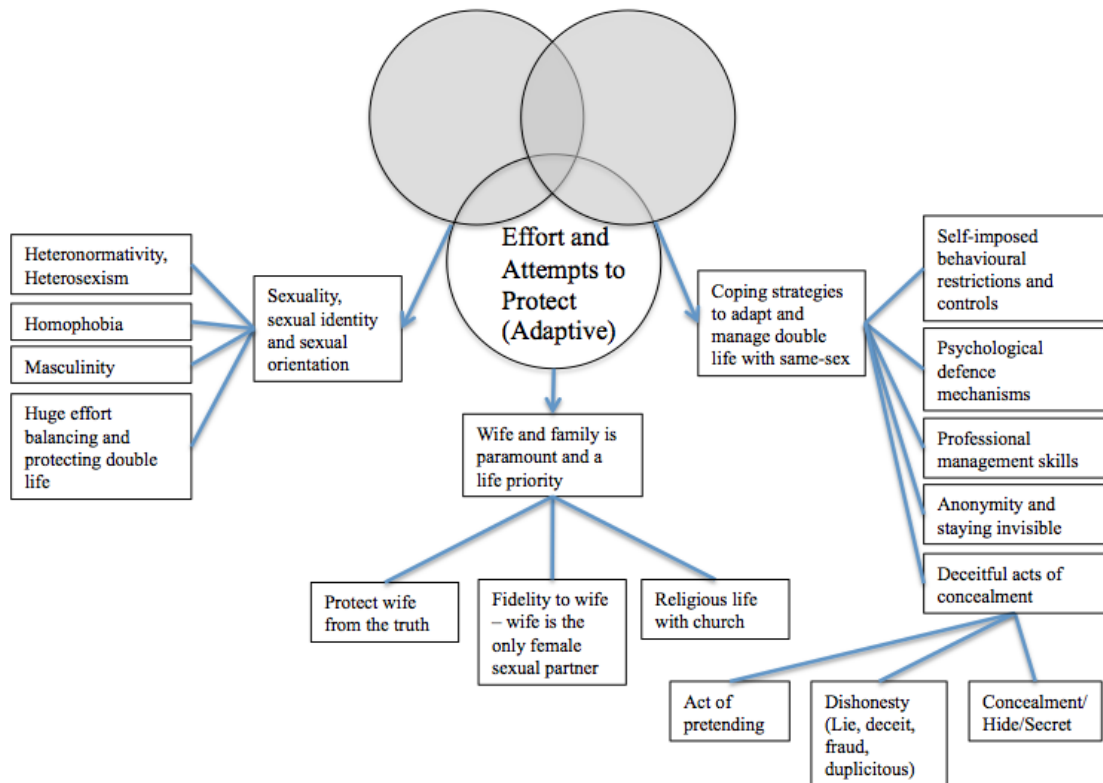 Effort and
Attempts to
Protect
(Adaptive)
Heteronormativity,
Heterosexism
Homophobia
Masculinity
Huge effort
balancing and
protecting double
life
Sexuality,
sexual identity
and sexual
orientation
Coping strategies
to adapt and
manage double
life with same-sex
Self-imposed
behavioural
restrictions and
controls
Psychological
defence
mechanisms
Professional
management skills
Anonymity and
staying invisible
Deceitful acts of
concealment
Wife and family is
paramount and a
life priority
Protect wife
from the truth
Fidelity to wife
– wife is the
only female
sexual partner
Religious life
with church
Act of
pretending
Dishonesty
(Lie, deceit,
fraud,
duplicitous)
Concealment/
Hide/Secret